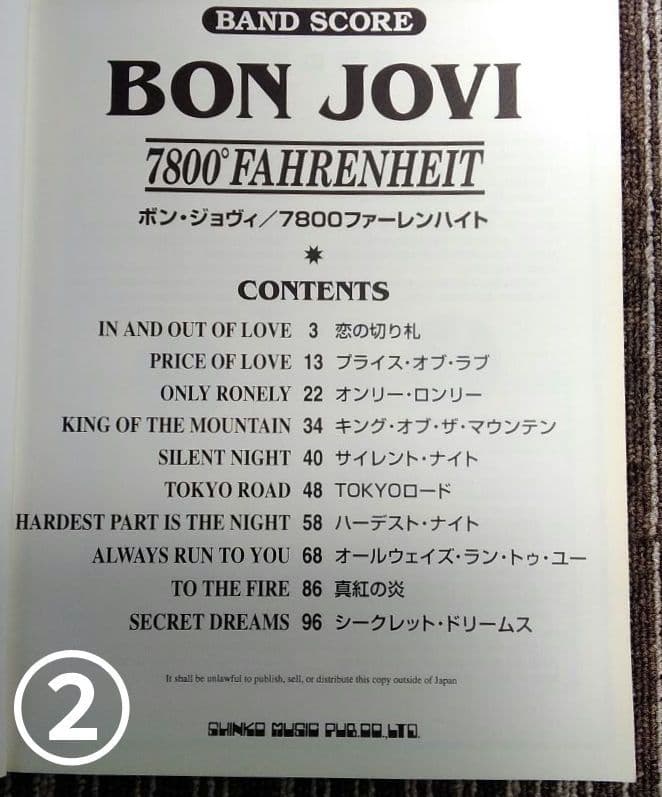 BAND SCORE
BON JOVI
7800°FAHRENHEIT
ボン・ジョヴィ/7800ファーレンハイト
CONTENTS
IN AND OUT OF LOVE 3 恋の切り札
PRICE OF LOVE 13 プライス・オブ・ラブ
ONLY RONELY 22 オンリー・ロンリー
KING OF THE MOUNTAIN 34 キング・オブ・ザ・マウンテン
SILENT NIGHT 40 サイレント・ナイト
TOKYO ROAD 48 TOKYOロード
HARDEST PART IS THE NIGHT 58 ハーデスト・ナイト
ALWAYS RUN TO YOU 68 オールウェイズ・ラン・トゥ・ユー
TO THE FIRE 86 真紅の炎
SECRET DREAMS 96 シークレット・ドリームス
It shall be unlawful to publish, sell, or distribute this copy outside of Japan
SHINKO MUSIC PUB.CO.,LTD.
2